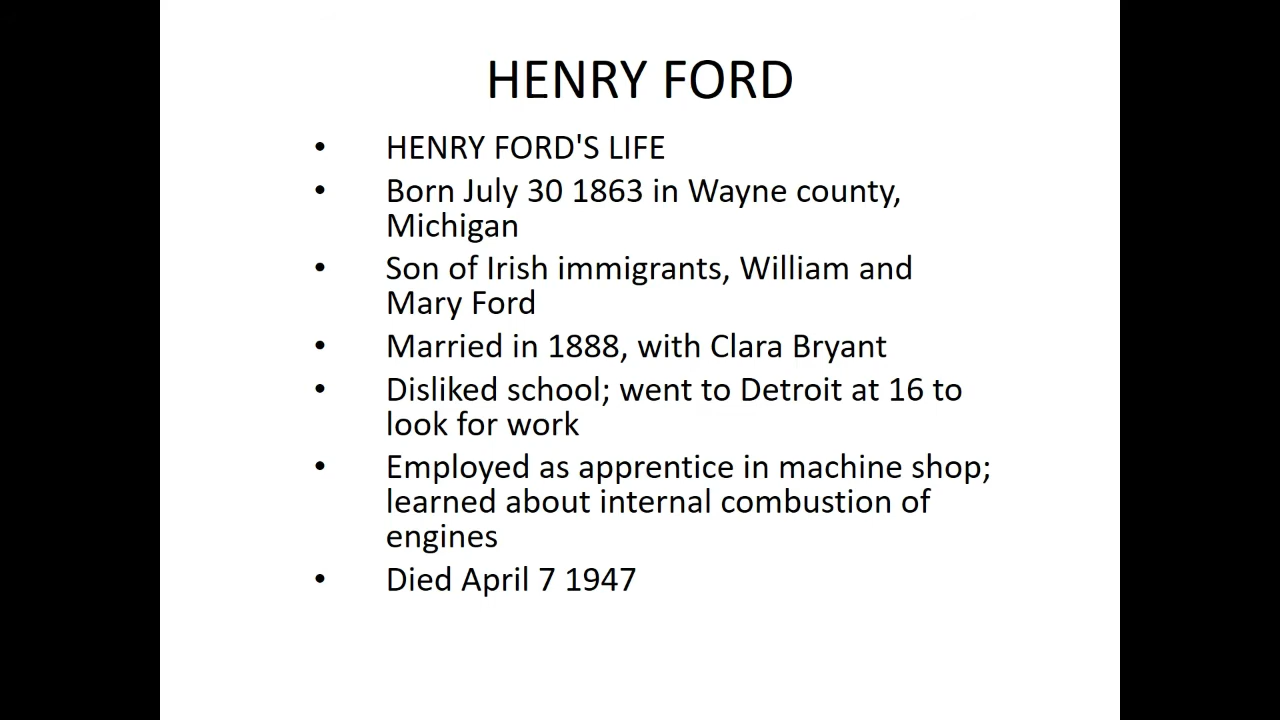 HENRY FORD
• HENRY FORD'S LIFE
• Born July 30 1863 in Wayne county,
Michigan
• Son of Irish immigrants, William and
Mary Ford
• Married in 1888, with Clara Bryant
• Disliked school; went to Detroit at 16 to
look for work
• Employed as apprentice in machine shop;
learned about internal combustion of
engines
• Died April 7 1947